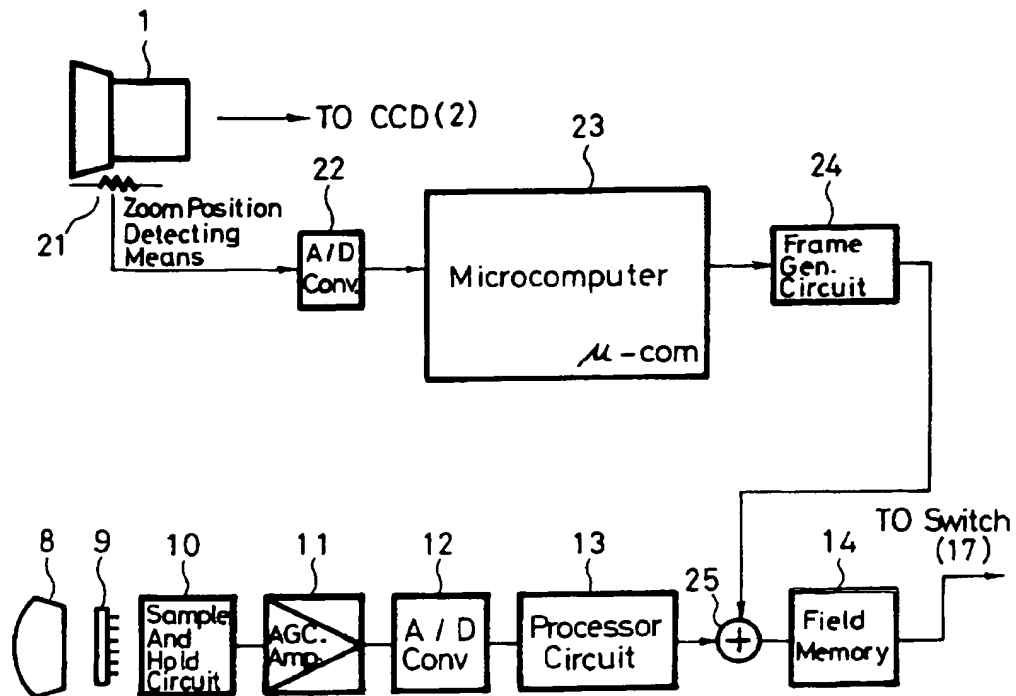 1
TO CCD(2)
21
Zoom Position
Detecting
Means
22
A/D
Conv.
23
Microcomputer
μ-com
24
Frame
Gen.
Circuit
TO Switch
(17)
8
9
10
Sample
And
Hold
Circuit
11
AGC.
Amp.
12
A/D
Conv
13
Processor
Circuit
25
+
14
Field
Memory